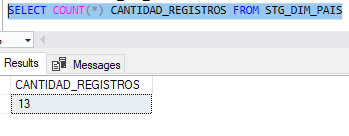 SELECT COUNT(*) CANTIDAD_REGISTROS FROM STG_DIM_PAIS
Results Messages
CANTIDAD_REGISTROS
13